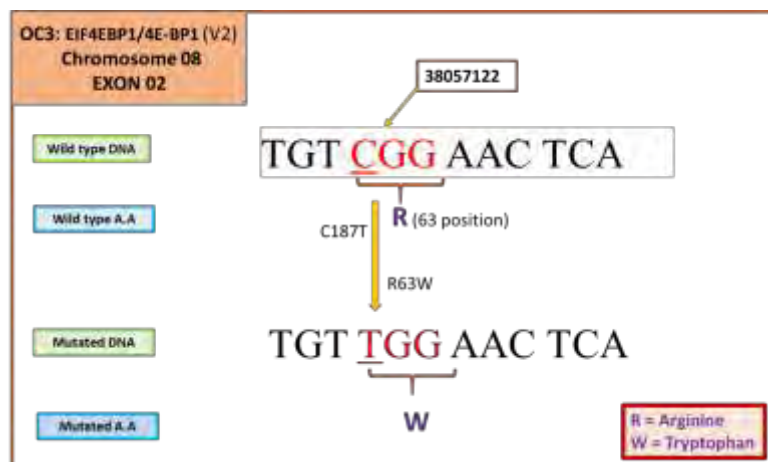 OC3: EIF4EBP1/4E-BP1 (V2)
Chromosome 08
EXON 02
38057122
Wild type DNA
TGT CGG AAC TCA
Wild type A.A
R (63 position)
C187T
R63W
Mutated DNA
TGT TGG AAC TCA
Mutated A.A
W
R = Arginine
W = Tryptophan